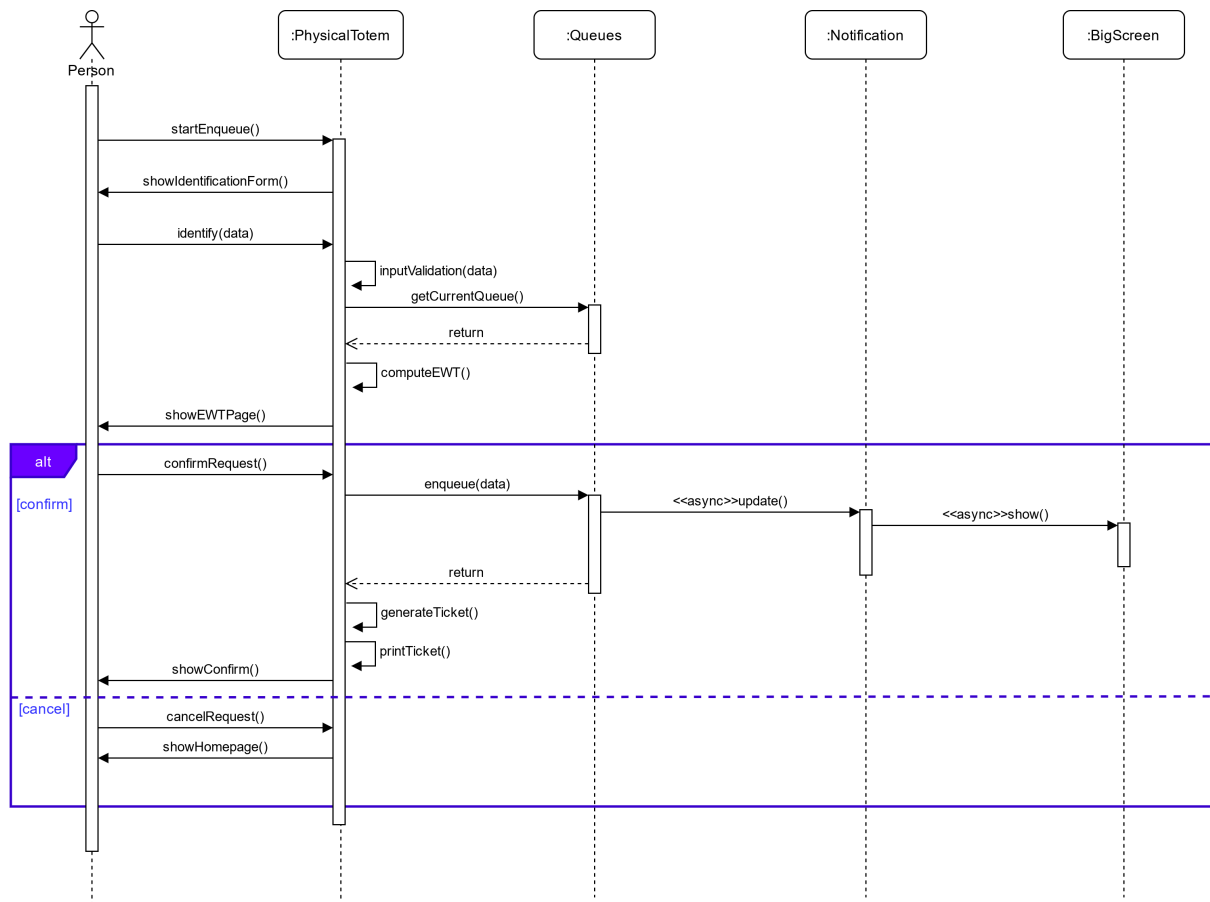 Person
:PhysicalTotem
:Queues
:Notification
:BigScreen
startEnqueue()
showIdentificationForm()
identify(data)
inputValidation(data)
getCurrentQueue()
return
computeEWT()
showEWTPage()
alt
confirmRequest()
[confirm]
enqueue(data)
<<async>>update()
<<async>>show()
return
generateTicket()
printTicket()
showConfirm()
[cancel]
cancelRequest()
showHomepage()